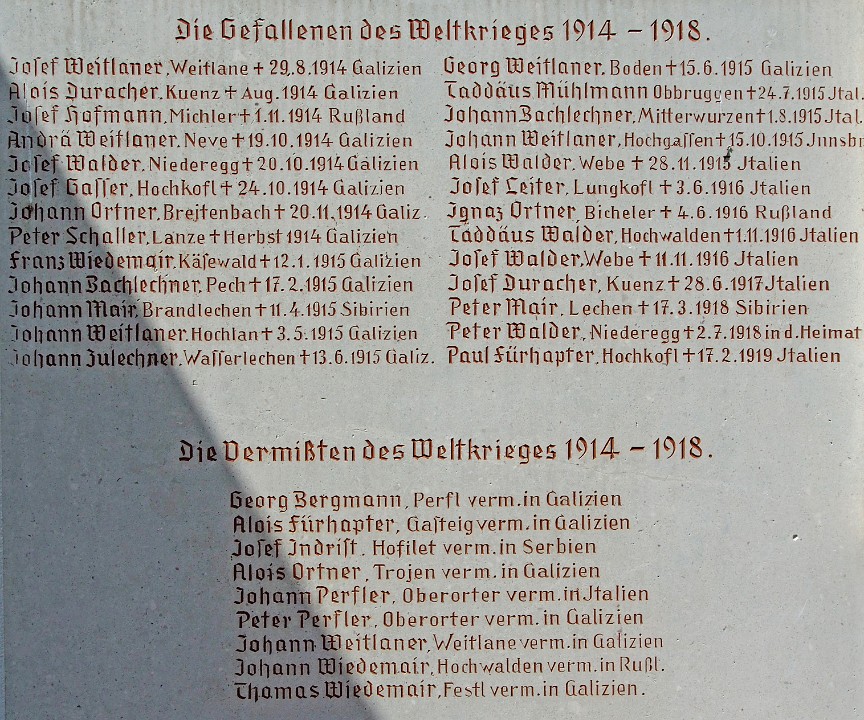 Die Gefallenen des Weltkrieges 1914 – 1918.
Josef Weitlaner, Weitlane + 29.8.1914 Galizien
Alois Duracher, Kuenz + Aug. 1914 Galizien
Josef Hofmann, Michler + 1.11.1914 Rußland
Andrä Weitlaner, Neve + 19.10.1914 Galizien
Josef Walder, Niederegg + 20.10.1914 Galizien
Josef Gasser, Hochkofl + 24.10.1914 Galizien
Johann Ortner, Breitenbach + 20.11.1914 Galiz.
Peter Schaller, Lanze + Herbst 1914 Galizien
Franz Wiedemair, Käsewald + 12.1.1915 Galizien
Johann Bachlechner, Pech + 17.2.1915 Galizien
Johann Mair, Brandlechen + 11.4.1915 Sibirien
Johann Weitlaner, Hochlan + 3.5.1915 Galizien
Johann Zulechner, Wasserlechen + 13.6.1915 Galiz.
Georg Weitlaner, Boden + 15.6.1915 Galizien
Taddäus Mühlmann Obbruggen + 24.7.1915 Jtal.
Johann Bachlechner, Mitterwurzen + 1.8.1915 Jtal.
Johann Weitlaner, Hochgassen + 15.10.1915 Jnnsbr
Alois Walder, Webe + 28.11.1915 Jtalien
Josef Leiter, Lungkofl + 3.6.1916 Jtalien
Ignaz Ortner, Bicheler + 4.6.1916 Rußland
Taddäus Walder, Hochwalden + 1.11.1916 Jtalien
Josef Walder, Webe + 11.11.1916 Jtalien
Josef Duracher, Kuenz + 28.6.1917 Jtalien
Peter Mair, Lechen + 17.3.1918 Sibirien
Peter Walder, Niederegg + 2.7.1918 in d. Heimat
Paul Fürhapter, Hochkofl + 17.2.1919 Jtalien
Die Vermißten des Weltkrieges 1914 – 1918.
Georg Bergmann, Perfl verm. in Galizien
Alois Fürhapter, Gasteig verm. in Galizien
Josef Indrist, Hofilet verm. in Serbien
Alois Ortner, Trojen verm. in Galizien
Johann Perfler, Oberorter verm. in Jtalien
Peter Perfler, Oberorter verm. in Galizien
Johann Weitlaner, Weitlane verm. in Galizien
Johann Wiedemair, Hochwalden verm. in Rußl.
Thomas Wiedemair, Festl verm. in Galizien.